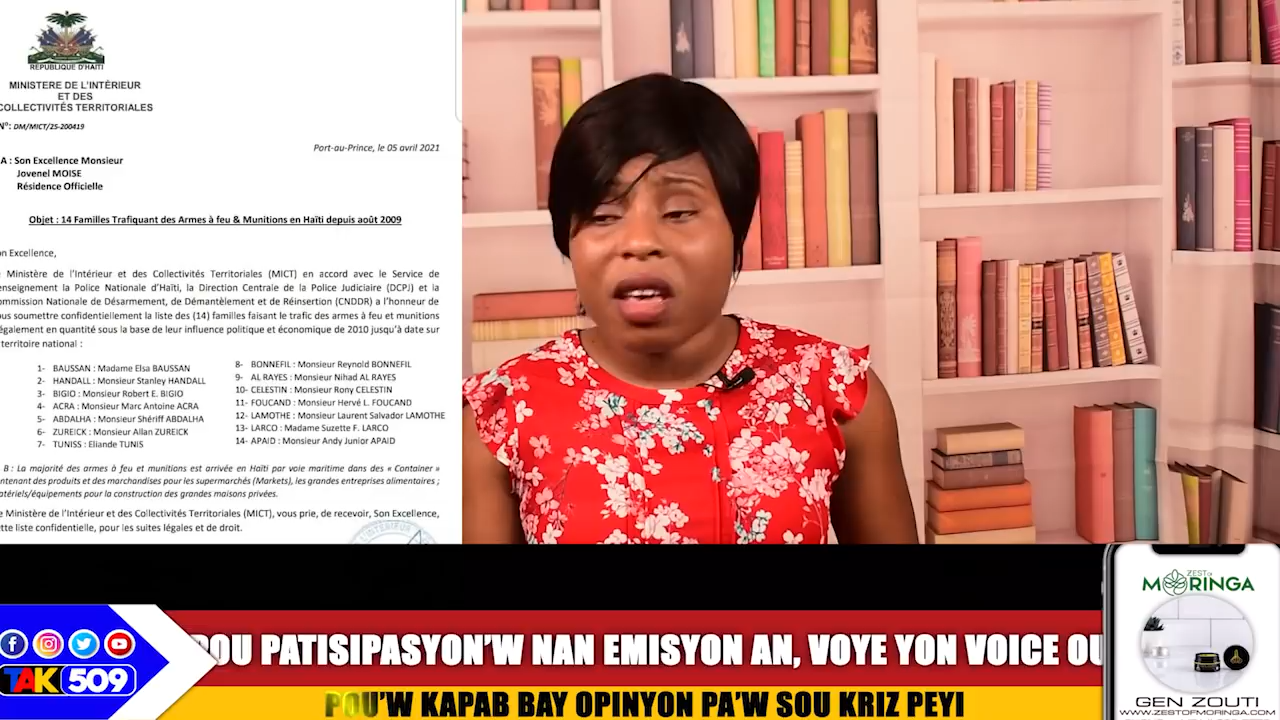 REPUBLIQUE D'HAITI
MINISTERE DE L'INTÉRIEUR
ET DES
COLLECTIVITÉS TERRITORIALES
N°: DM/MICT/25-200419
Port-au-Prince, le 05 avril 2021
A : Son Excellence Monsieur
Jovenel MOISE
Résidence Officielle
Objet : 14 Familles Trafiquant des Armes à feu & Munitions en Haïti depuis août 2009
on Excellence,
e Ministère de l'Intérieur et des Collectivités Territoriales (MICT) en accord avec le Service de
enseignement la Police Nationale d'Haïti, la Direction Centrale de la Police Judiciaire (DCPJ) et la
ommission Nationale de Désarmement, de Démantèlement et de Réinsertion (CNDDR) a l'honneur de
ous soumettre confidentiellement la liste des (14) familles faisant le trafic des armes à feu et munitions
légalement en quantité sous la base de leur influence politique et économique de 2010 jusqu'à date sur
territoire national :
1- BAUSSAN : Madame Elsa BAUSSAN
2- HANDALL : Monsieur Stanley HANDALL
3- BIGIO : Monsieur Robert E. BIGIO
4- ACRA : Monsieur Marc Antoine ACRA
5- ABDALHA : Monsieur Shériff ABDALHA
6- ZUREICK : Monsieur Allan ZUREICK
7- TUNISS : Eliande TUNIS
8- BONNEFIL : Monsieur Reynold BONNEFIL
9- AL RAYES : Monsieur Nihad AL RAYES
10- CELESTIN : Monsieur Rony CELESTIN
11- FOUCAND : Monsieur Hervé L. FOUCAND
12- LAMOTHE : Monsieur Laurent Salvador LAMOTHE
13- LARCO : Madame Suzette F. LARCO
14- APAID : Monsieur Andy Junior APAID
B : La majorité des armes à feu et munitions est arrivée en Haïti par voie maritime dans des « Container »
ntenant des produits et des marchandises pour les supermarchés (Markets), les grandes entreprises alimentaires ;
atériels/équipements pour la construction des grandes maisons privées.
e Ministère de l'Intérieur et des Collectivités Territoriales (MICT), vous prie, de recevoir, Son Excellence,
ette liste confidentielle, pour les suites légales et de droit.
TAK 509
POU PATISIPASYON'W NAN EMISYON AN, VOYE YON VOICE OU
POU'W KAPAB BAY OPINYON PA'W SOU KRIZ PEYI
ZEST OF
MORINGA
GEN ZOUTI
WWW.ZESTOFMORINGA.COM